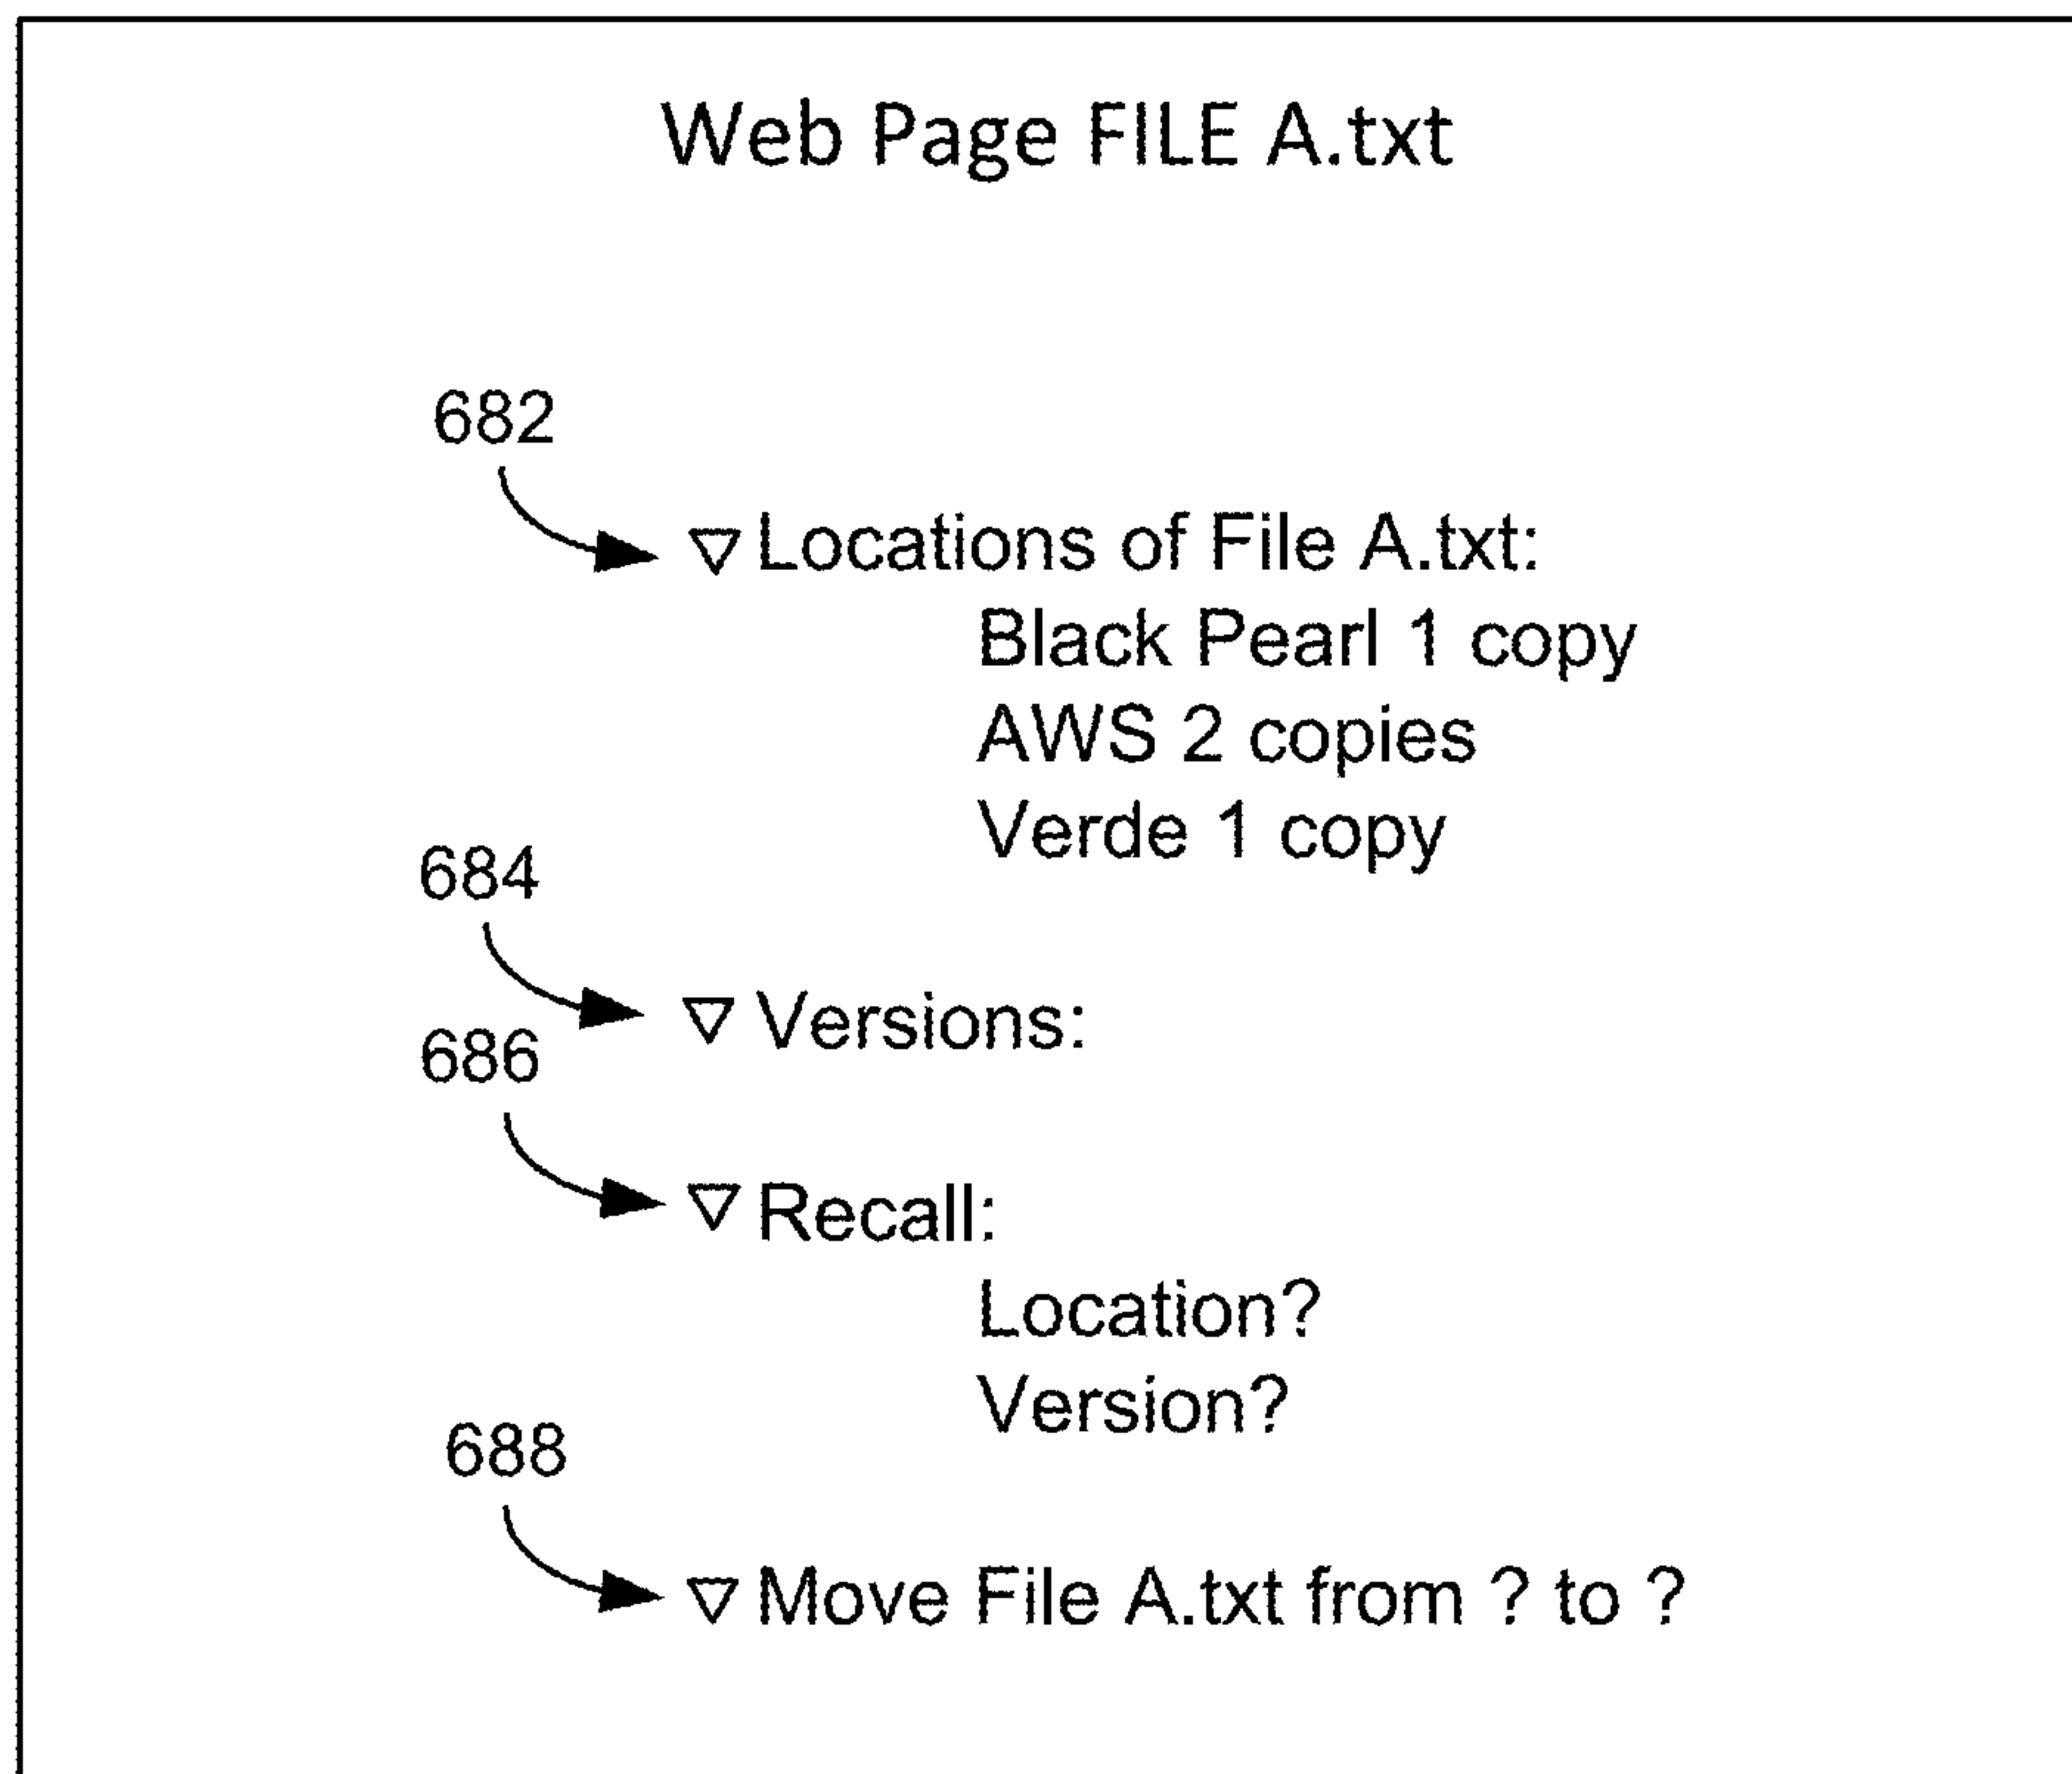 Web Page FILE A.txt
682
▽ Locations of File A.txt:
Black Pearl 1 copy
AWS 2 copies
Verde 1 copy
684
▽ Versions:
686
▽ Recall:
Location?
Version?
688
▽ Move File A.txt from ? to ?